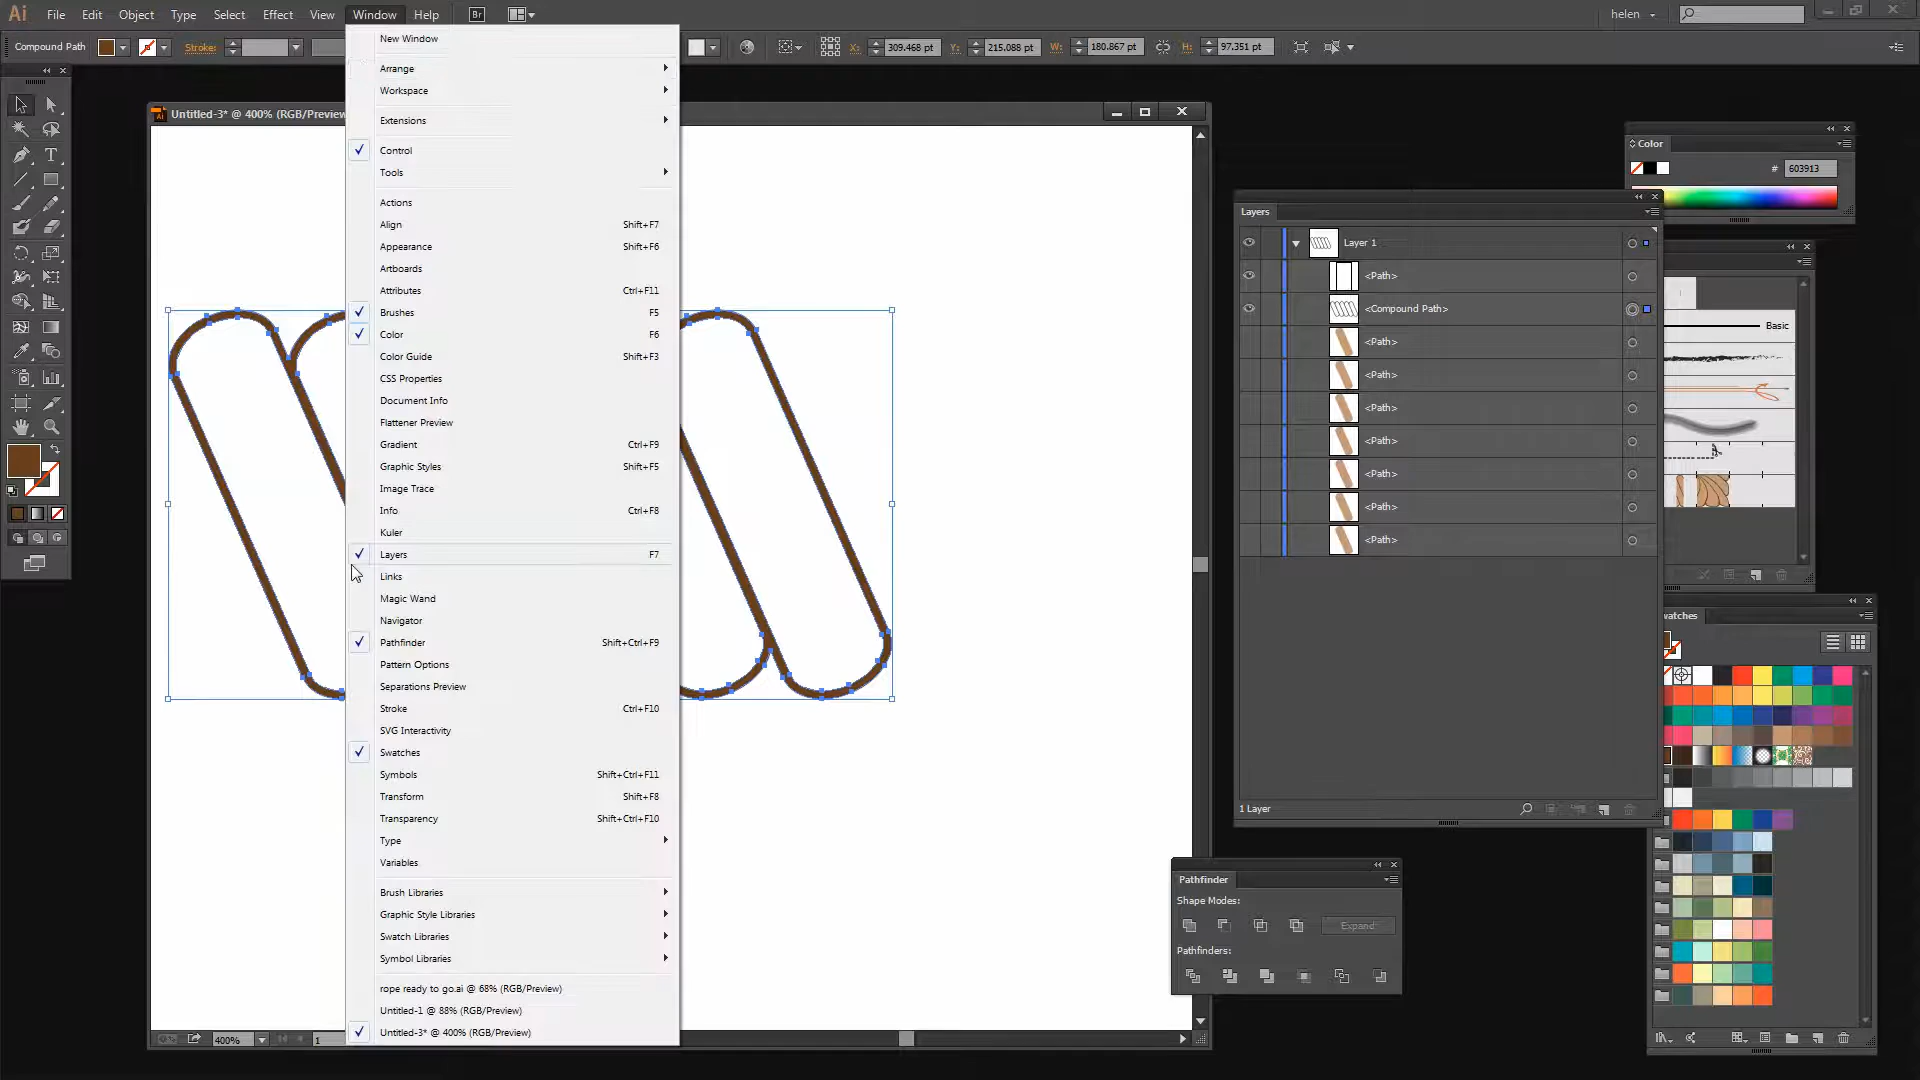 Ai File Edit Object Type Select Effect View Window Help Br helen
Compound Path Stroke: X: 309.468 pt Y: 215.088 pt W: 180.867 pt H: 97.351 pt
Untitled-3* @ 400% (RGB/Preview
New Window
Arrange
Workspace
Extensions
Control
Tools
Actions
Align Shift+F7
Appearance Shift+F6
Artboards
Attributes Ctrl+F11
Brushes F5
Color F6
Color Guide Shift+F3
CSS Properties
Document Info
Flattener Preview
Gradient Ctrl+F9
Graphic Styles Shift+F5
Image Trace
Info Ctrl+F8
Kuler
Layers F7
Links
Magic Wand
Navigator
Pathfinder Shift+Ctrl+F9
Pattern Options
Separations Preview
Stroke Ctrl+F10
SVG Interactivity
Swatches
Symbols Shift+Ctrl+F11
Transform Shift+F8
Transparency Shift+Ctrl+F10
Type
Variables
Brush Libraries
Graphic Style Libraries
Swatch Libraries
Symbol Libraries
rope ready to go.ai @ 68% (RGB/Preview)
Untitled-1 @ 88% (RGB/Preview)
Untitled-3* @ 400% (RGB/Preview)
400% 1
Color
# 603913
Layers
Layer 1
<Path>
<Compound Path>
<Path>
<Path>
<Path>
<Path>
<Path>
<Path>
<Path>
1 Layer
Basic
watches
Pathfinder
Shape Modes:
Expand
Pathfinders: